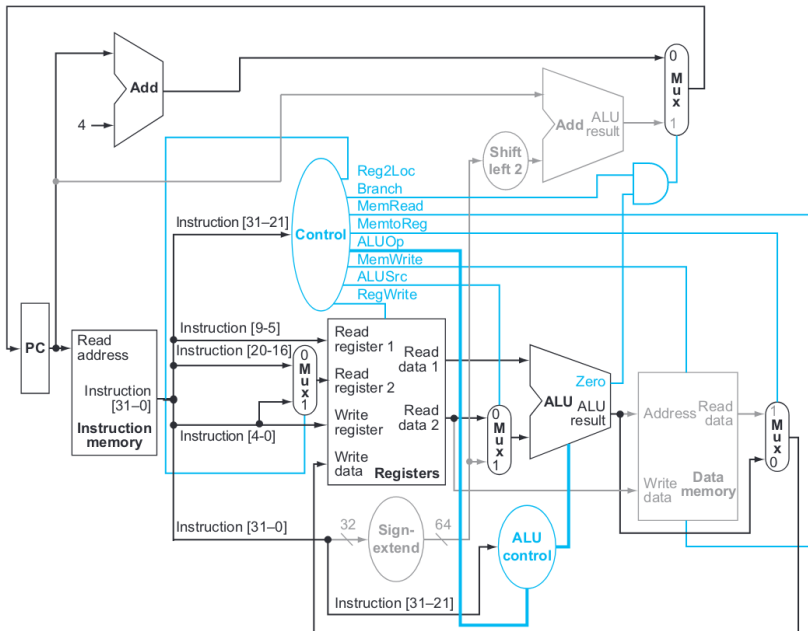 Add
4
0
M
u
x
1
Add
ALU
result
Shift
left 2
Reg2Loc
Branch
MemRead
MemtoReg
ALUOp
MemWrite
ALUSrc
RegWrite
Control
Instruction [31–21]
PC
Read
address
Instruction
[31–0]
Instruction
memory
Instruction [9-5]
Instruction [20-16]
Instruction [4-0]
0
M
u
x
1
Read
register 1
Read
register 2
Write
register
Write
data
Read
data 1
Read
data 2
Registers
0
M
u
x
1
Zero
ALU
ALU
result
Address
Read
data
Write
data
Data
memory
1
M
u
x
0
Instruction [31–0]
32
Sign-
extend
64
ALU
control
Instruction [31–21]